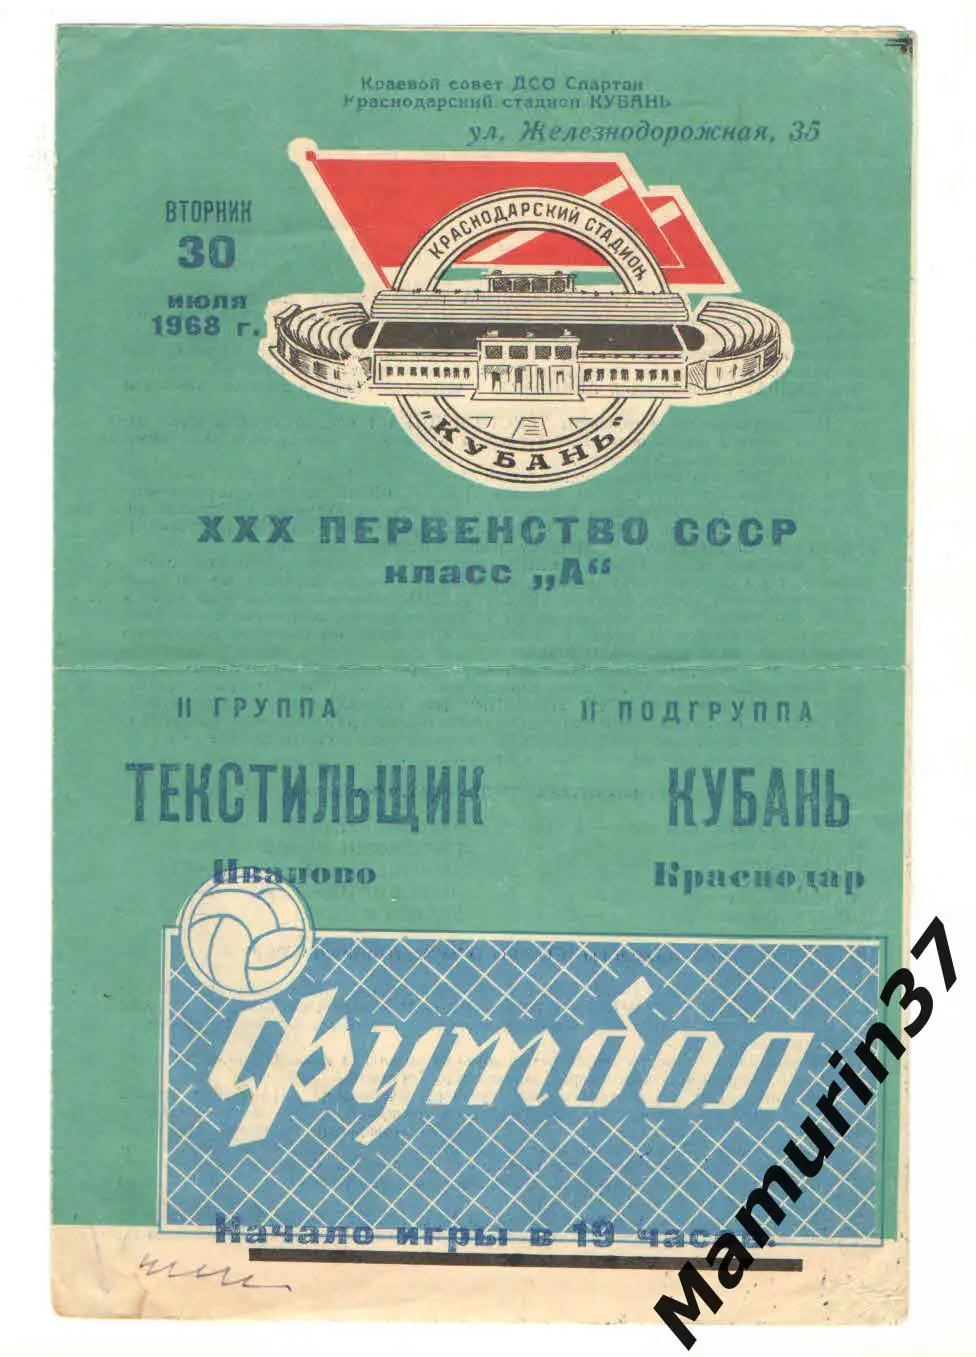 Краевой совет ДСО Спартак
Краснодарский стадион КУБАНЬ
ул. Железнодорожная, 35
ВТОРНИК
30
июля
1968 г.
КРАСНОДАРСКИЙ СТАДИОН
„КУБАНЬ“
XXX ПЕРВЕНСТВО СССР
класс „А“
II ГРУППА
II ПОДГРУППА
ТЕКСТИЛЬЩИК
КУБАНЬ
Иваново
Краснодар
Футбол
Начало игры в 19 часов.
Mamurin37